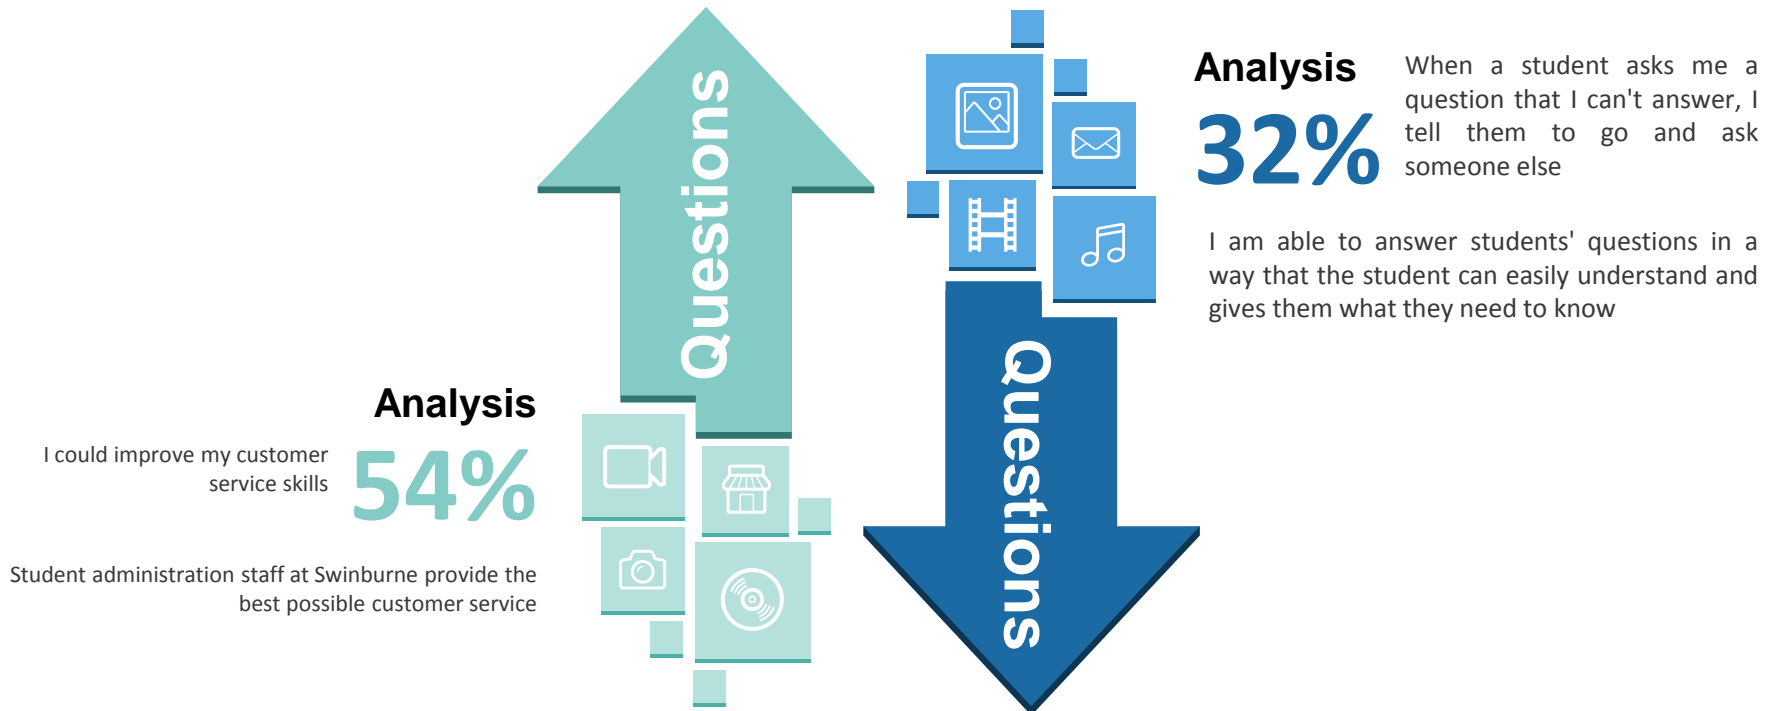 Questions
Analysis
I could improve my customer
service skills
54%
Student administration staff at Swinburne provide the
best possible customer service
Analysis
32%
When a student asks me a
question that I can't answer, I
tell them to go and ask
someone else
I am able to answer students' questions in a
way that the student can easily understand and
gives them what they need to know
Questions